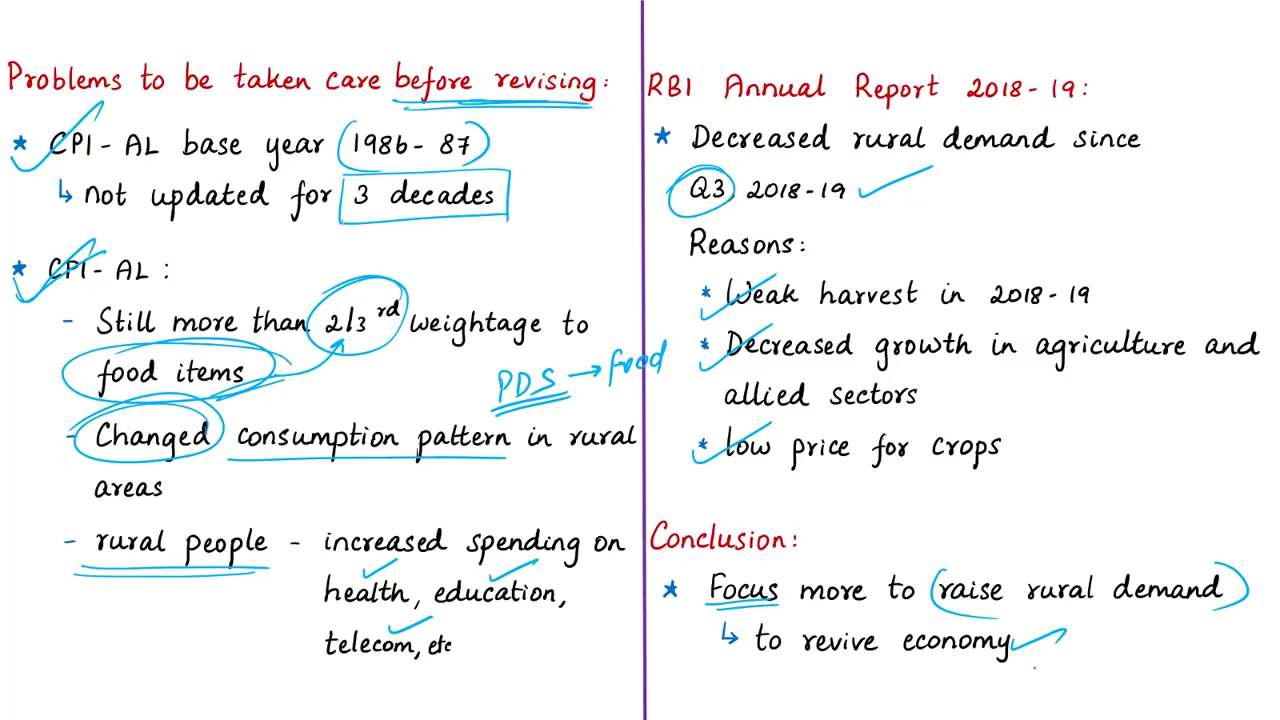 Problems to be taken care before revising:
* CPI - AL base year (1986 - 87)
↳ not updated for 3 decades
* CPI - AL :
- Still more than 2/3 rd weightage to
food items
PDS → food
- Changed consumption pattern in rural
areas
- rural people - increased spending on
health, education,
telecom, etc
RBI Annual Report 2018 - 19 :
* Decreased rural demand since
Q3 2018 - 19
Reasons :
* Weak harvest in 2018 - 19
* Decreased growth in agriculture and
allied sectors
* low price for crops
Conclusion :
* Focus more to (raise rural demand)
↳ to revive economy